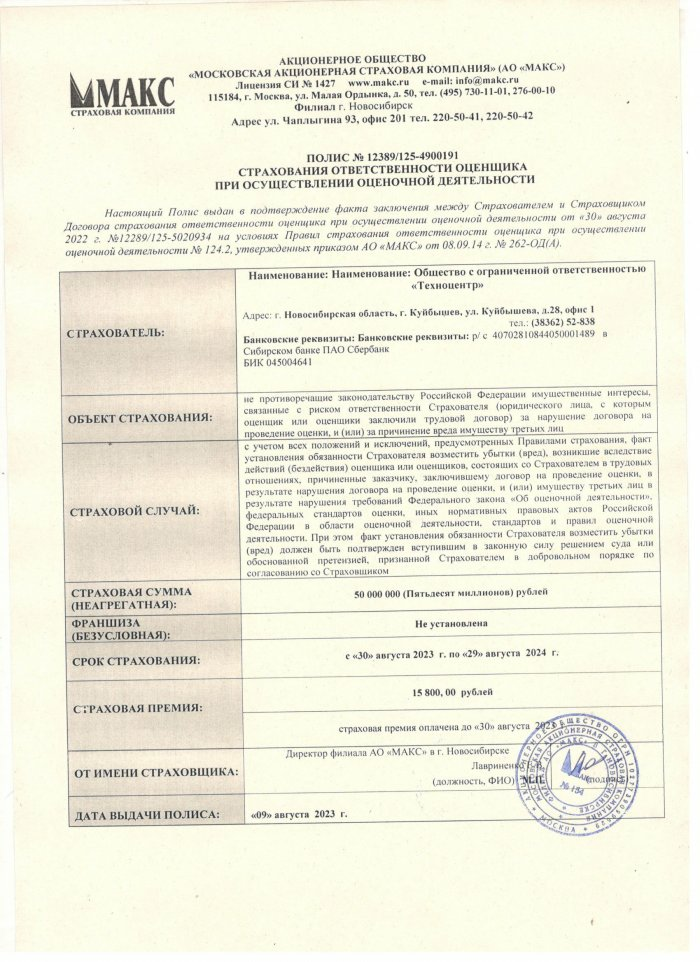 АКЦИОНЕРНОЕ ОБЩЕСТВО
«МОСКОВСКАЯ АКЦИОНЕРНАЯ СТРАХОВАЯ КОМПАНИЯ» (АО «МАКС»)
Лицензия СИ № 1427 www.makc.ru e-mail: info@makc.ru
115184, г. Москва, ул. Малая Ордынка, д. 50, тел. (495) 730-11-01, 276-00-10
Филиал г. Новосибирск
Адрес ул. Чаплыгина 93, офис 201 тел. 220-50-41, 220-50-42
МАКС
СТРАХОВАЯ КОМПАНИЯ
ПОЛИС № 12389/125-4900191
СТРАХОВАНИЯ ОТВЕТСТВЕННОСТИ ОЦЕНЩИКА
ПРИ ОСУЩЕСТВЛЕНИИ ОЦЕНОЧНОЙ ДЕЯТЕЛЬНОСТИ
Настоящий Полис выдан в подтверждение факта заключения между Страхователем и Страховщиком
Договора страхования ответственности оценщика при осуществлении оценочной деятельности от «30» августа
2022 г. №12289/125-5020934 на условиях Правил страхования ответственности оценщика при осуществлении
оценочной деятельности № 124.2, утвержденных приказом АО «МАКС» от 08.09.14 г. № 262-ОД(А).
СТРАХОВАТЕЛЬ:
Наименование: Наименование: Общество с ограниченной ответственностью
«Техноцентр»
Адрес: г. Новосибирская область, г. Куйбышев, ул. Куйбышева, д.28, офис 1
тел.: (38362) 52-838
Банковские реквизиты: Банковские реквизиты: р/с 40702810844050001489 в
Сибирском банке ПАО Сбербанк
БИК 045004641
ОБЪЕКТ СТРАХОВАНИЯ:
не противоречащие законодательству Российской Федерации имущественные интересы,
связанные с риском ответственности Страхователя (юридического лица, с которым
оценщик или оценщики заключили трудовой договор) за нарушение договора на
проведение оценки, и (или) за причинение вреда имуществу третьих лиц
СТРАХОВОЙ СЛУЧАЙ:
с учетом всех положений и исключений, предусмотренных Правилами страхования, факт
установления обязанности Страхователя возместить убытки (вред), возникшие вследствие
действий (бездействия) оценщика или оценщиков, состоящих со Страхователем в трудовых
отношениях, причиненные заказчику, заключившему договор на проведение оценки, в
результате нарушения договора на проведение оценки, и (или) имуществу третьих лиц в
результате нарушения требований Федерального закона «Об оценочной деятельности»,
федеральных стандартов оценки, иных нормативных правовых актов Российской
Федерации в области оценочной деятельности, стандартов и правил оценочной
деятельности. При этом факт установления обязанности Страхователя возместить убытки
(вред) должен быть подтвержден вступившим в законную силу решением суда или
обоснованной претензией, признанной Страхователем в добровольном порядке по
согласованию со Страховщиком
СТРАХОВАЯ СУММА
(НЕАГРЕГАТНАЯ):
50 000 000 (Пятьдесят миллионов) рублей
ФРАНШИЗА
(БЕЗУСЛОВНАЯ):
Не установлена
СРОК СТРАХОВАНИЯ:
с «30» августа 2023 г. по «29» августа 2024 г.
СТРАХОВАЯ ПРЕМИЯ:
15 800, 00 рублей
страховая премия оплачена до «30» августа 2023 г.
ОТ ИМЕНИ СТРАХОВЩИКА:
Директор филиала АО «МАКС» в г. Новосибирске
(должность, ФИО) М.П. (подпись)
ДАТА ВЫДАЧИ ПОЛИСА:
«09» августа 2023 г.